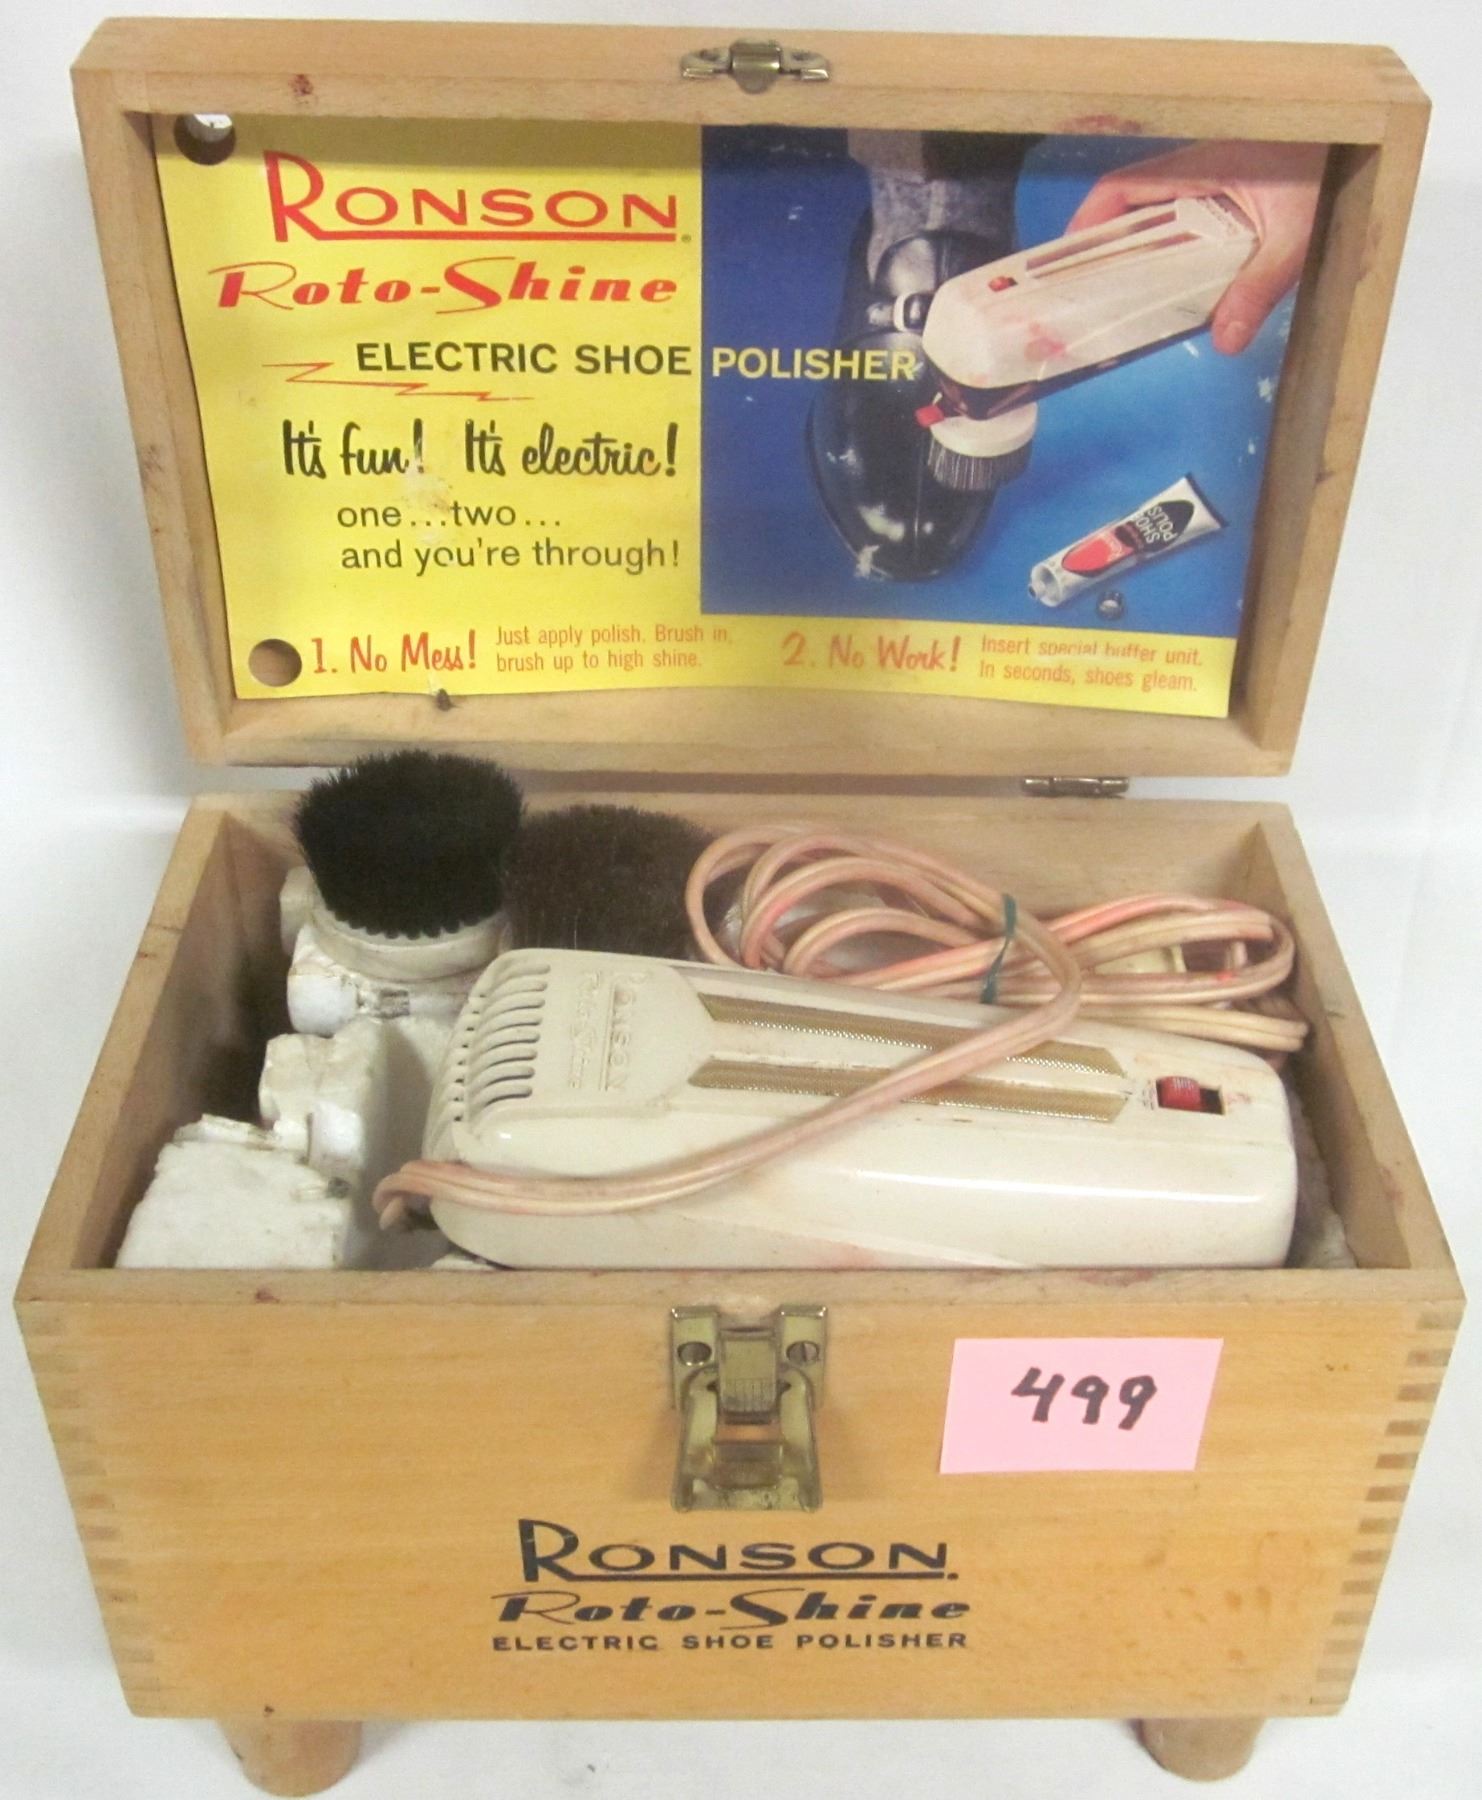 RONSON
Roto-Shine
ELECTRIC SHOE POLISHER
It's fun! It's electric!
one...two...
and you're through!
1. No Mess! Just apply polish. Brush in,
brush up to high shine.
2. No Work! Insert special buffer unit.
In seconds, shoes gleam.
SHOE
POLIS
RONSON
Roto-Shine
499
RONSON
Roto-Shine
ELECTRIC SHOE POLISHER